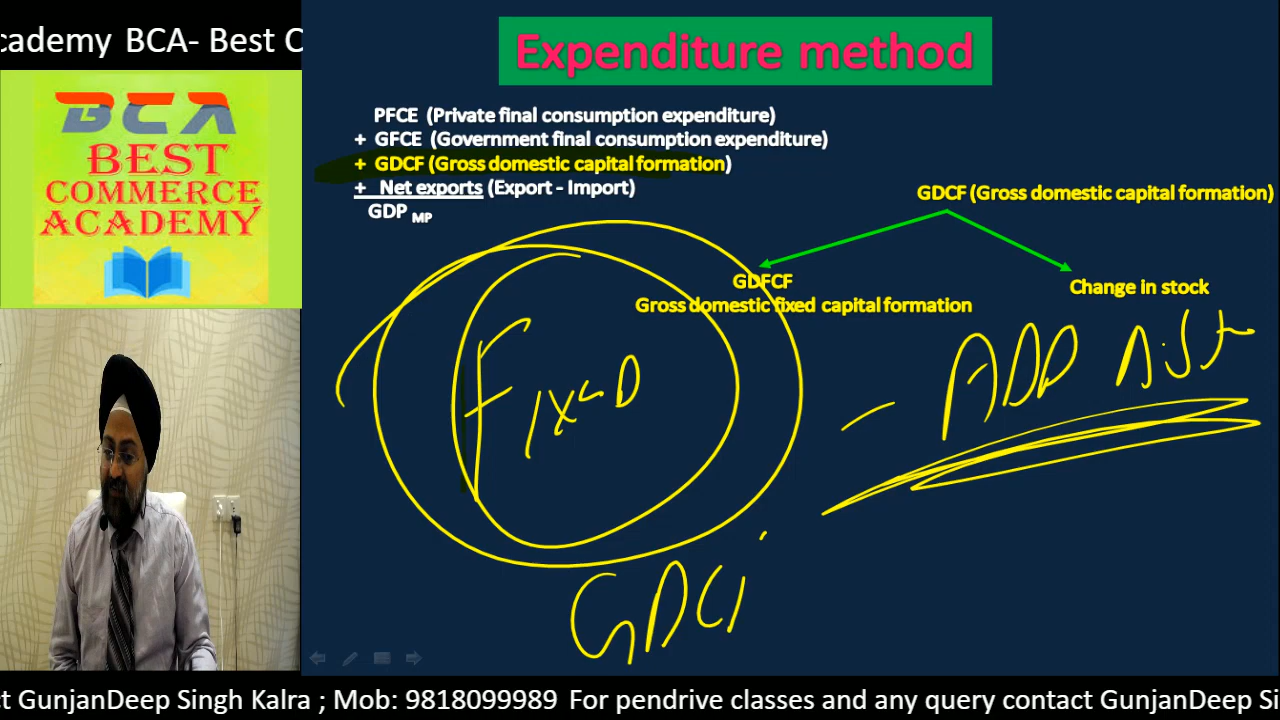 cademy BCA- Best C
BCA
BEST
COMMERCE
ACADEMY
Expenditure method
PFCE (Private final consumption expenditure)
+ GFCE (Government final consumption expenditure)
+ GDCF (Gross domestic capital formation)
+ Net exports (Export - Import)
GDP MP
GDCF (Gross domestic capital formation)
GDFCF
Gross domestic fixed capital formation
Change in stock
FIXED
- ADD
GDCF
ct GunjanDeep Singh Kalra ; Mob: 9818099989 For pendrive classes and any query contact GunjanDeep Si